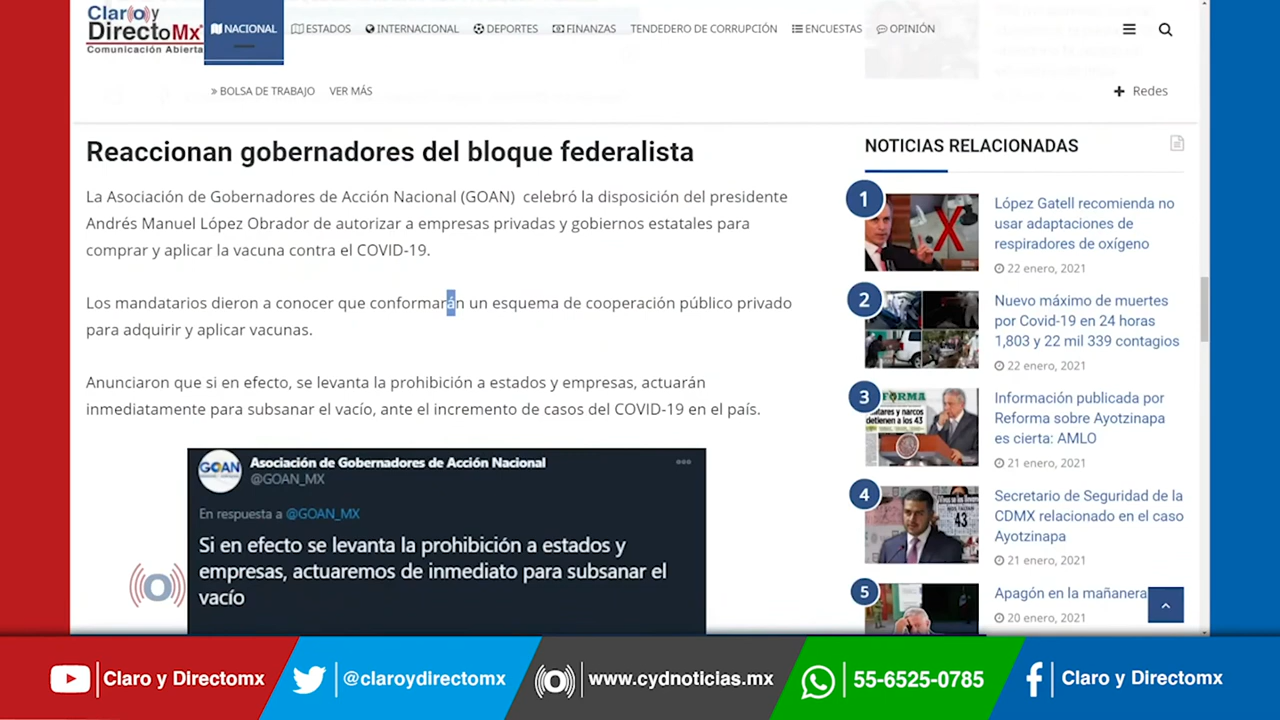 Claro y
DirectoMx
Comunicación Abierta
NACIONAL
ESTADOS
INTERNACIONAL
DEPORTES
FINANZAS
TENDEDERO DE CORRUPCIÓN
ENCUESTAS
OPINIÓN
» BOLSA DE TRABAJO
VER MÁS
+ Redes
Reaccionan gobernadores del bloque federalista
La Asociación de Gobernadores de Acción Nacional (GOAN) celebró la disposición del presidente
Andrés Manuel López Obrador de autorizar a empresas privadas y gobiernos estatales para
comprar y aplicar la vacuna contra el COVID-19.
Los mandatarios dieron a conocer que conformarán un esquema de cooperación público privado
para adquirir y aplicar vacunas.
Anunciaron que si en efecto, se levanta la prohibición a estados y empresas, actuarán
inmediatamente para subsanar el vacío, ante el incremento de casos del COVID-19 en el país.
GOAN
Asociación de Gobernadores de Acción Nacional
@GOAN_MX
En respuesta a @GOAN_MX
Si en efecto se levanta la prohibición a estados y
empresas, actuaremos de inmediato para subsanar el
vacío
NOTICIAS RELACIONADAS
1
López Gatell recomienda no
usar adaptaciones de
respiradores de oxígeno
22 enero, 2021
2
Nuevo máximo de muertes
por Covid-19 en 24 horas
1,803 y 22 mil 339 contagios
22 enero, 2021
3
detienen a los 43
Información publicada por
Reforma sobre Ayotzinapa
es cierta: AMLO
21 enero, 2021
4
43
Secretario de Seguridad de la
CDMX relacionado en el caso
Ayotzinapa
21 enero, 2021
5
Apagón en la mañanera
20 enero, 2021
Claro y Directomx
@claroydirectomx
www.cydnoticias.mx
55-6525-0785
Claro y Directomx